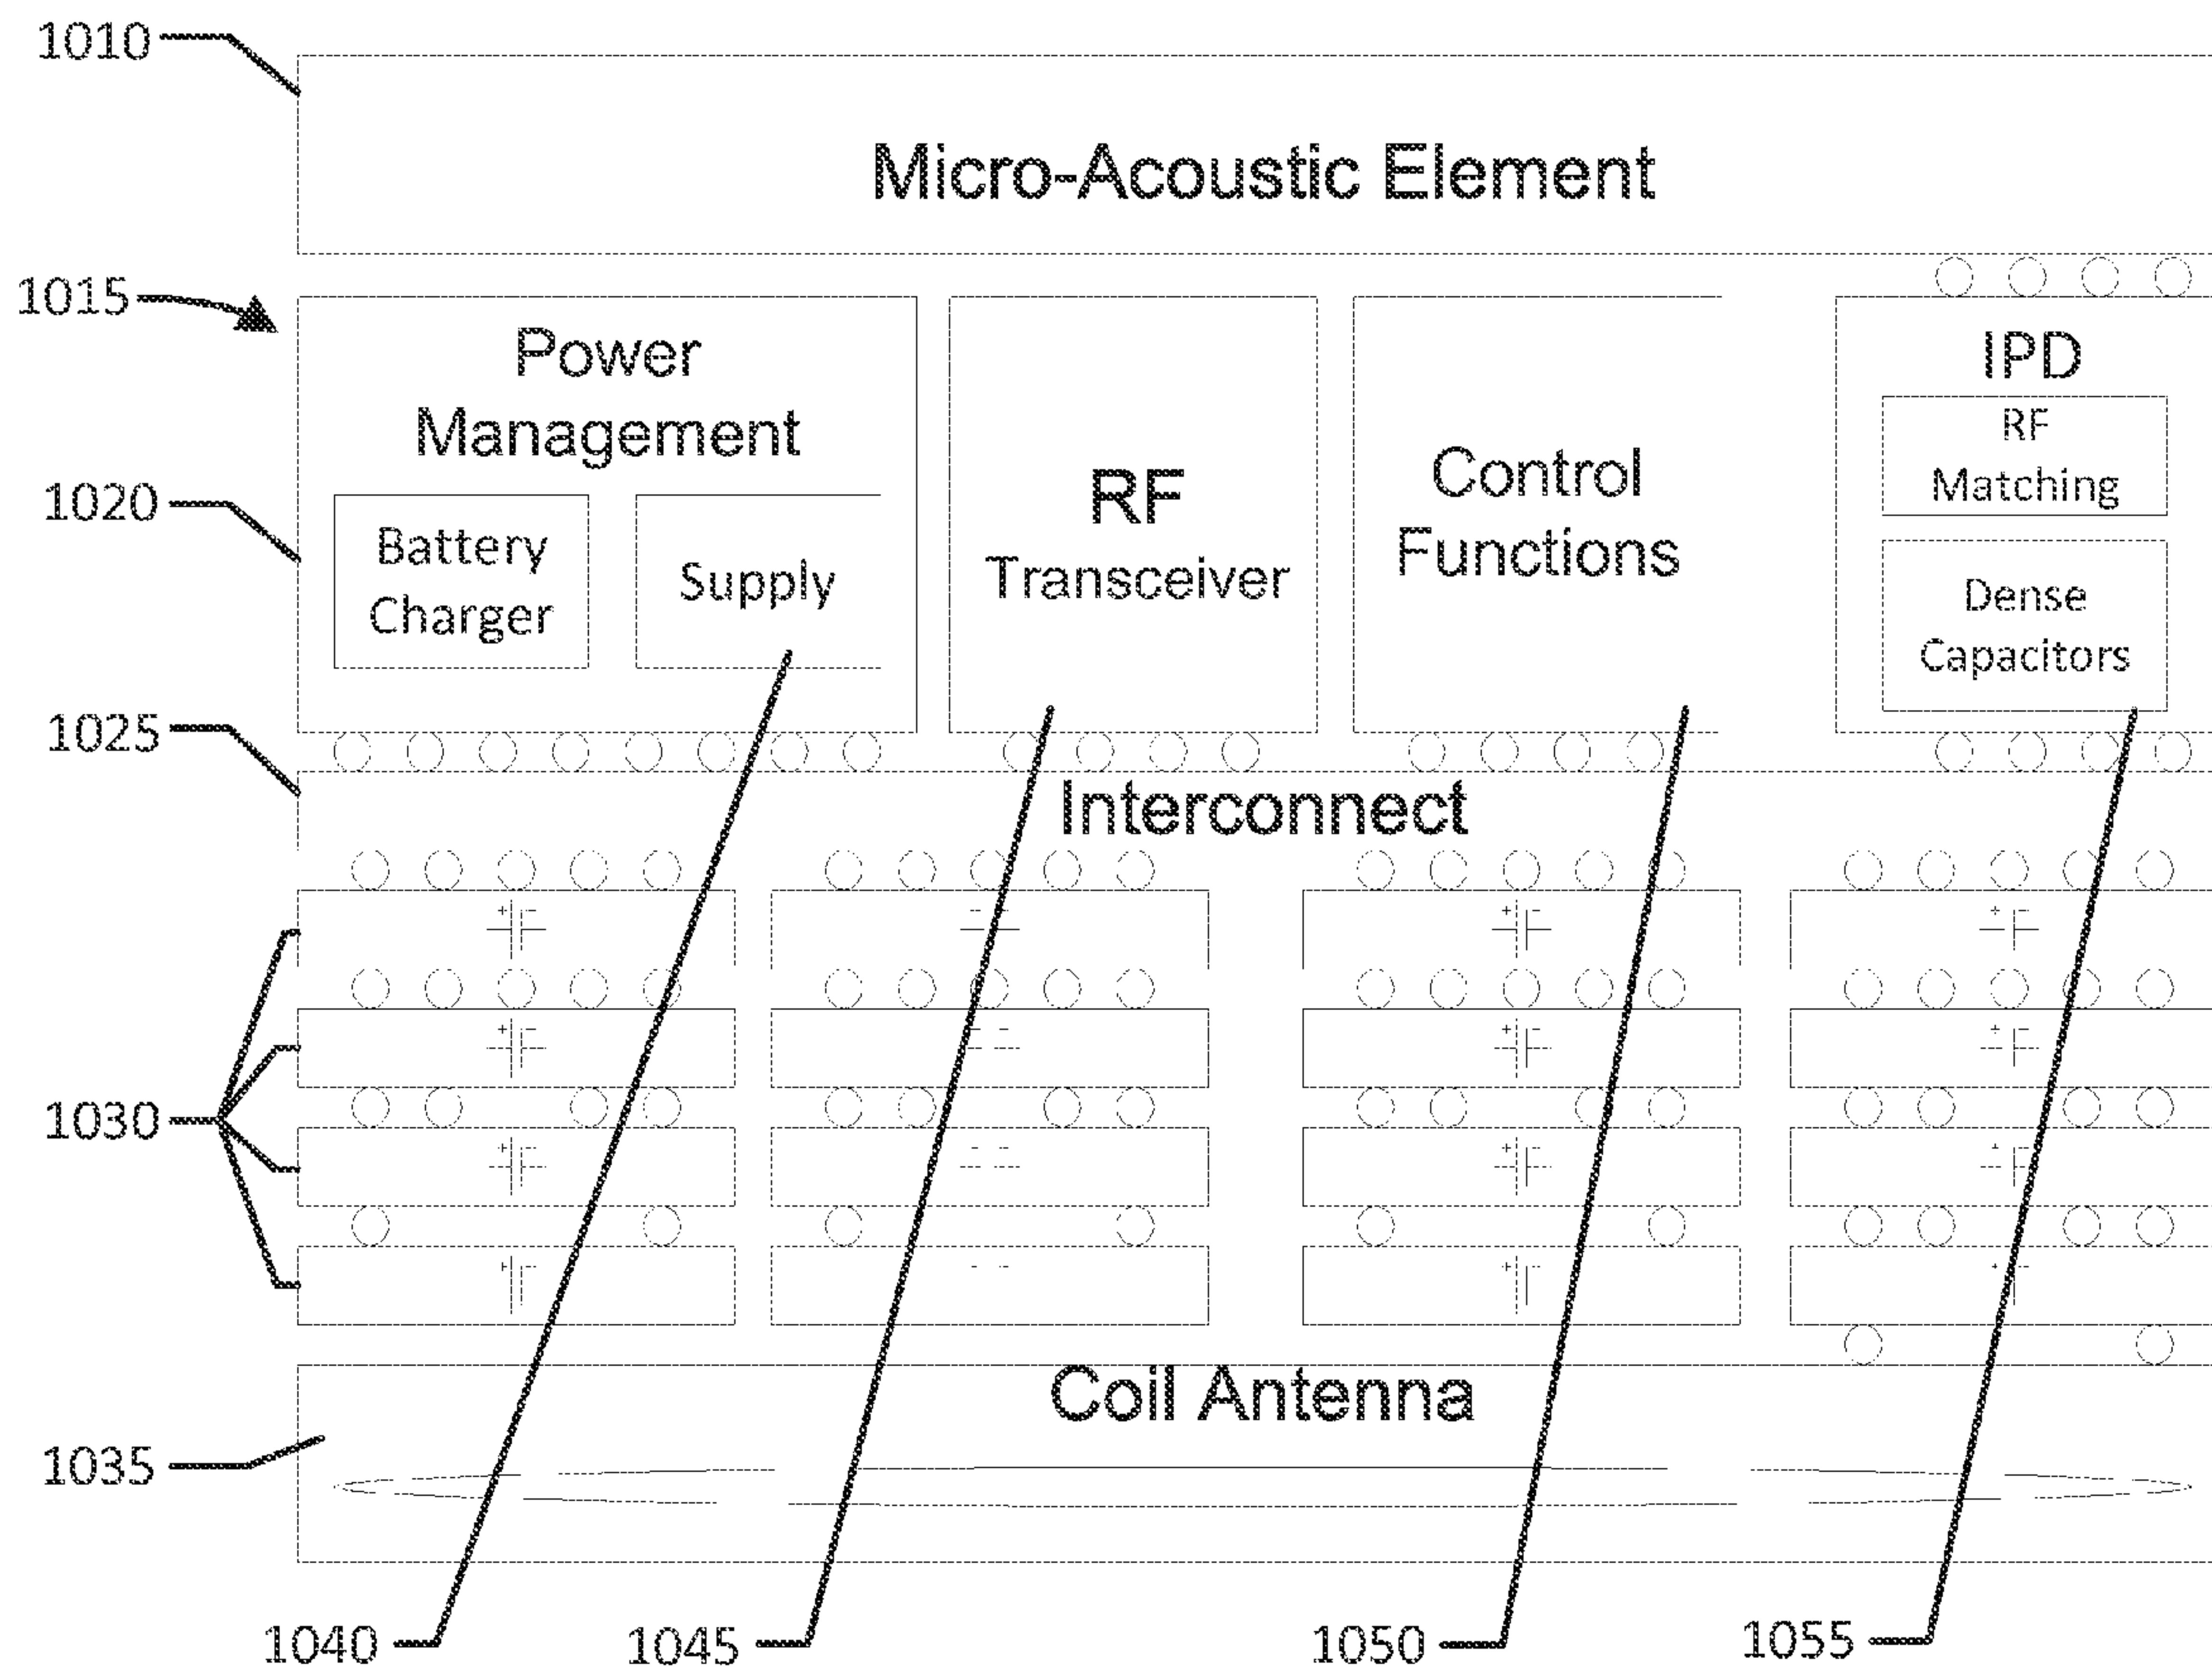 1010
Micro-Acoustic Element
1015
Power
Management
IPD
RF
Matching
1020
Battery
Charger
Supply
RF
Transceiver
Control
Functions
Dense
Capacitors
1025
Interconnect
1030
Coil Antenna
1035
1040
1045
1050
1055